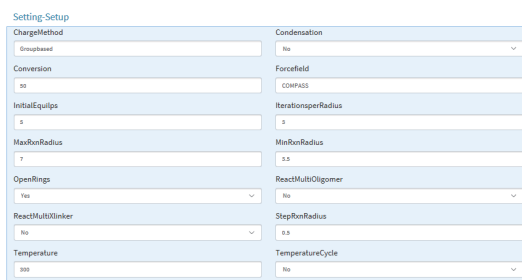 Setting-Setup
ChargeMethod Condensation
Groupbased No
Conversion Forcefield
50 COMPASS
InitialEquilps IterationsperRadius
5 3
MaxRxnRadius MinRxnRadius
7 3.5
OpenRings ReactMultiOligomer
Yes No
ReactMultiXlinker StepRxnRadius
No 0.5
Temperature TemperatureCycle
300 No